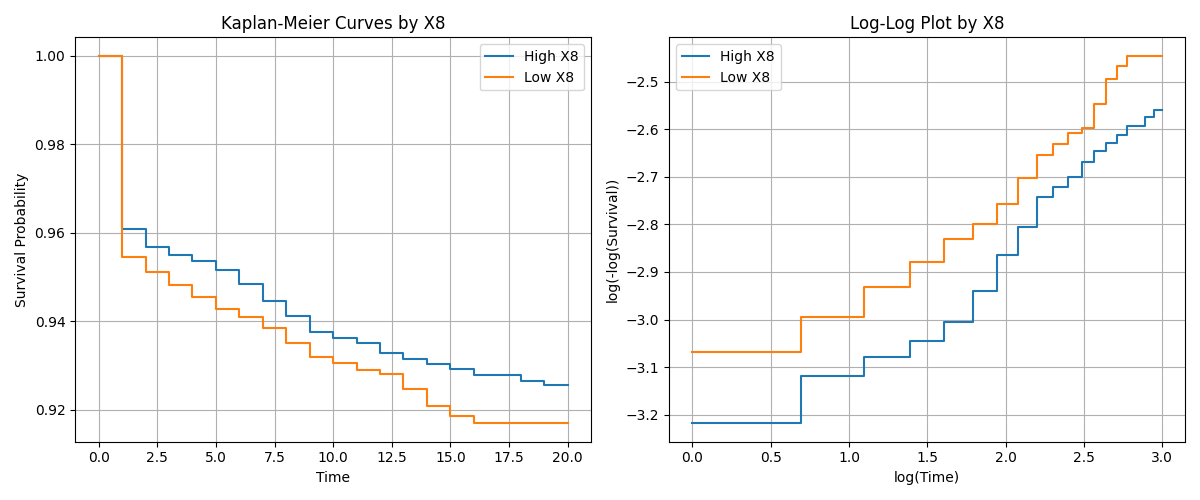 Kaplan-Meier Curves by X8
Survival Probability
1.00
0.98
0.96
0.94
0.92
High X8
Low X8
0.0 2.5 5.0 7.5 10.0 12.5 15.0 17.5 20.0
Time
Log-Log Plot by X8
log(-log(Survival))
−2.5
−2.6
−2.7
−2.8
−2.9
−3.0
−3.1
−3.2
High X8
Low X8
0.0 0.5 1.0 1.5 2.0 2.5 3.0
log(Time)